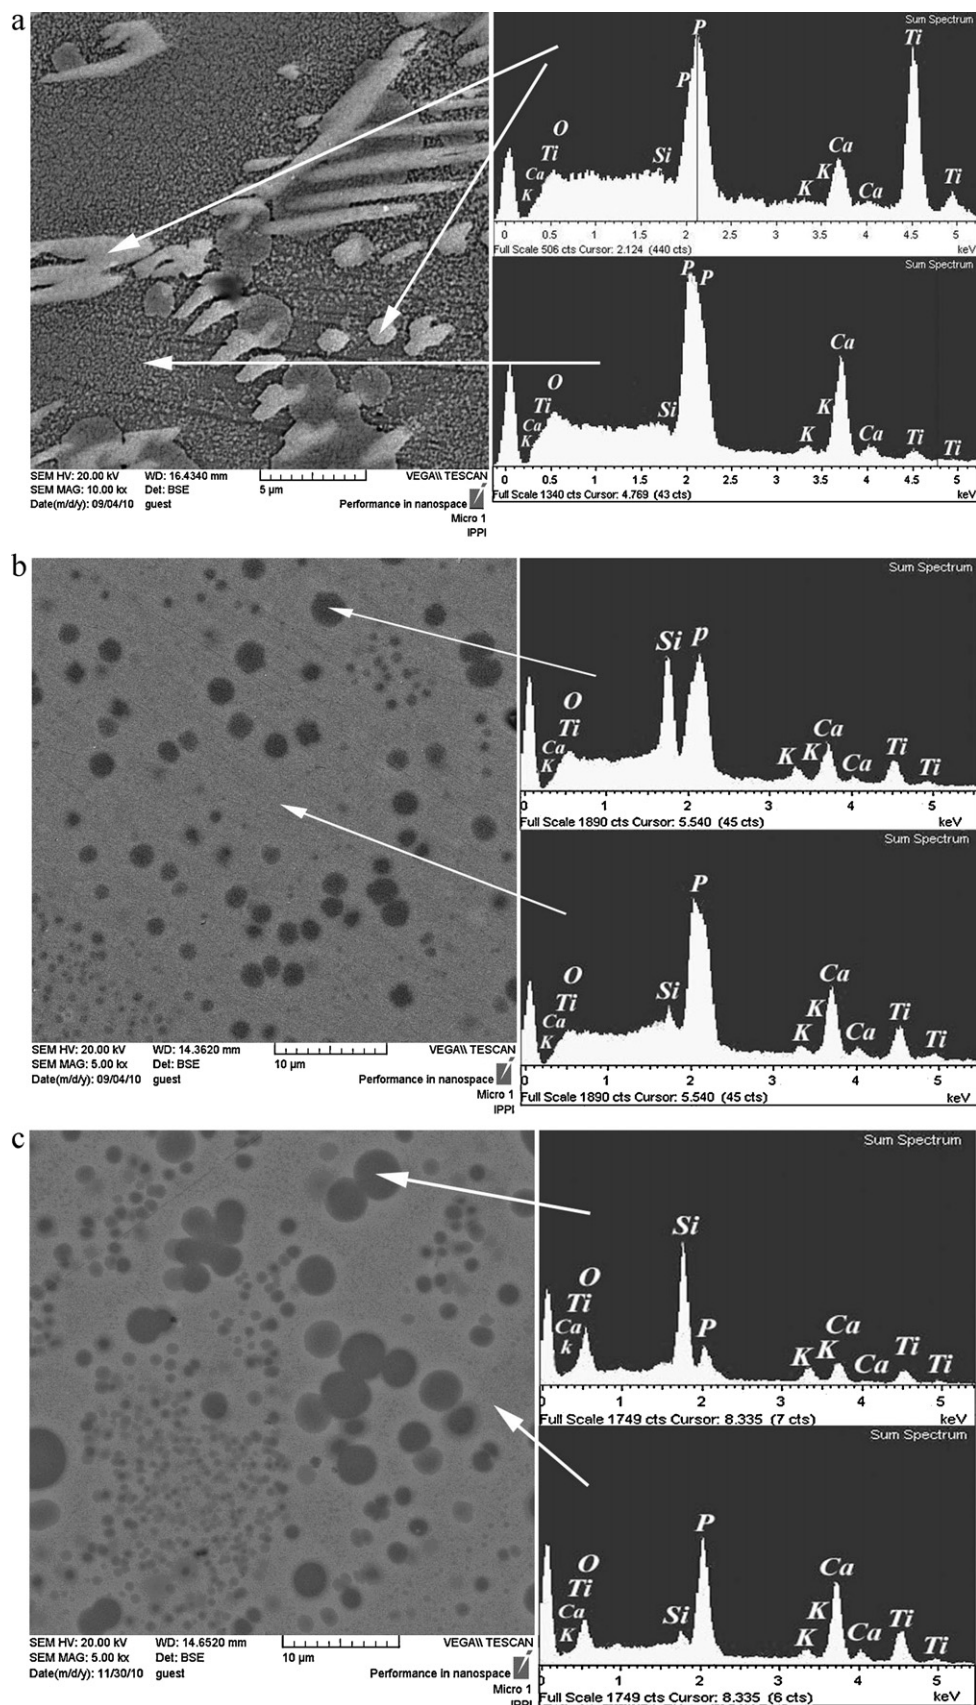 a
Sum Spectrum
P
Ti
P
O
Ti
Ca
K
Si
K
K
Ca
Ca
Ti
0 0.5 1 1.5 2 2.5 3 3.5 4 4.5 5
Full Scale 506 cts Cursor: 2.124 (440 cts)
keV
Sum Spectrum
P P
O
Ti
Ca
K
Si
K
K
Ca
Ca
Ti
Ti
0 0.5 1 1.5 2 2.5 3 3.5 4 4.5 5
Full Scale 1340 cts Cursor: 4.769 (43 cts)
keV
SEM HV: 20.00 kV WD: 16.4340 mm VEGA\\ TESCAN
SEM MAG: 10.00 kx Det: BSE 5 µm
Date(m/d/y): 09/04/10 guest Performance in nanospace
Micro 1
IPPI
b
Sum Spectrum
Si p
O
Ti
Ca
K
K K
Ca
Ca
Ti
Ti
0 1 2 3 4 5
Full Scale 1890 cts Cursor: 5.540 (45 cts) keV
Sum Spectrum
P
O
Ti
Ca
K
Si
K
K
Ca
Ca
Ti
Ti
0 1 2 3 4 5
Full Scale 1890 cts Cursor: 5.540 (45 cts) keV
SEM HV: 20.00 kV WD: 14.3620 mm VEGA\\ TESCAN
SEM MAG: 5.00 kx Det: BSE 10 µm
Date(m/d/y): 09/04/10 guest Performance in nanospace
Micro 1
IPPI
c
Sum Spectrum
Si
O
Ti
Ca
k
P
K K
Ca
Ca
Ti
Ti
0 1 2 3 4 5
Full Scale 1749 cts Cursor: 8.335 (7 cts) keV
Sum Spectrum
P
O
Ti
Ca
K
Si
K
K
Ca
Ca
Ti
Ti
0 1 2 3 4 5
Full Scale 1749 cts Cursor: 8.335 (6 cts) keV
SEM HV: 20.00 kV WD: 14.6520 mm VEGA\\ TESCAN
SEM MAG: 5.00 kx Det: BSE 10 µm
Date(m/d/y): 11/30/10 guest Performance in nanospace
Micro 1
IPPI